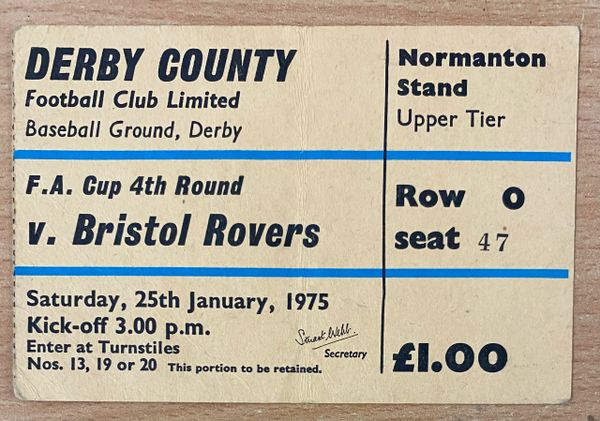 DERBY COUNTY
Football Club Limited
Baseball Ground, Derby
F.A. Cup 4th Round
v. Bristol Rovers
Saturday, 25th January, 1975
Kick-off 3.00 p.m.
Enter at Turnstiles
Nos. 13, 19 or 20 This portion to be retained.
Stuart Webb
Secretary
Normanton
Stand
Upper Tier
Row O
seat 47
£1.00